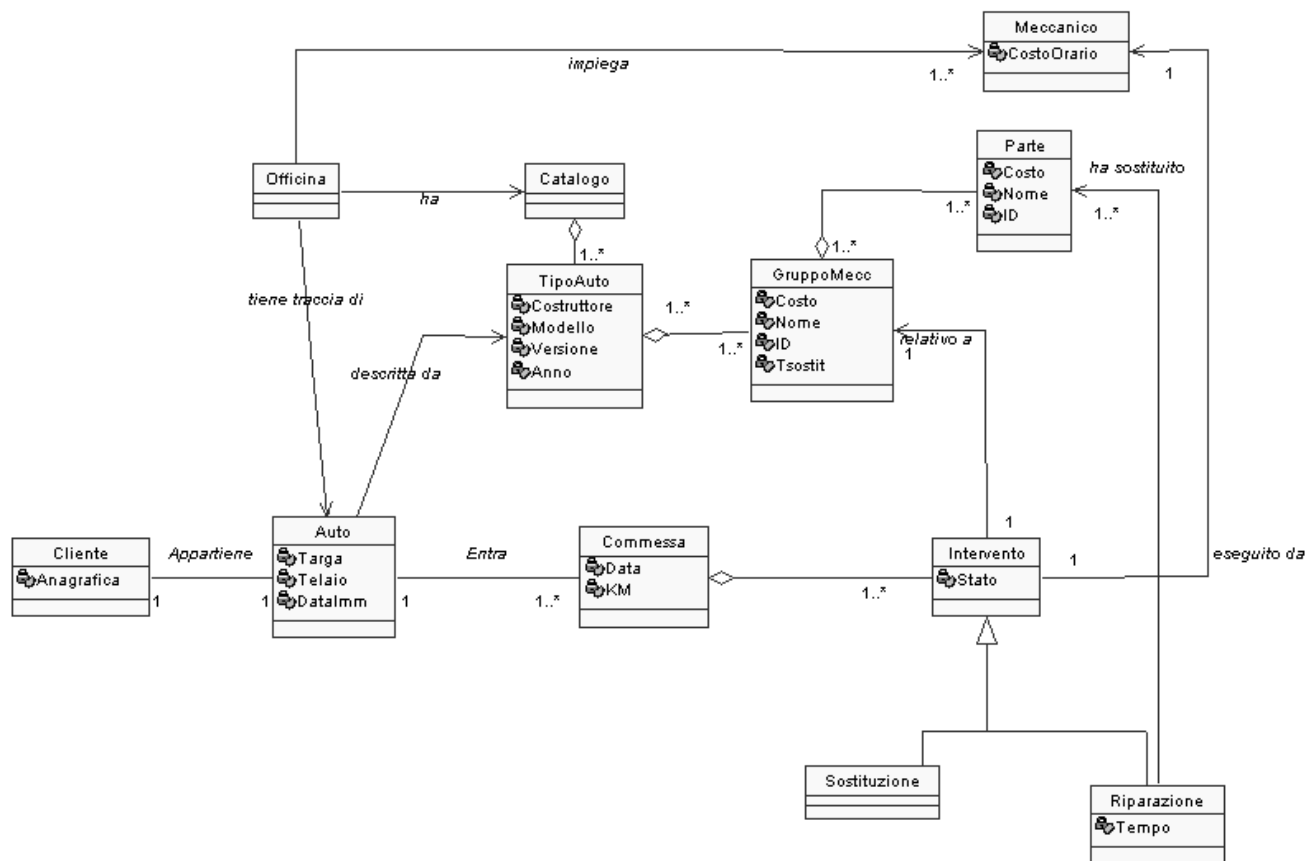 Meccanico
CostoOrario
impiega
1..*
1
Parte
Costo
Nome
ID
ha sostituito
1..*
1..*
Officina
ha
Catalogo
1..*
1..*
TipoAuto
Costruttore
Modello
Versione
Anno
GruppoMecc
Costo
Nome
ID
Tsostit
1..*
1..*
relativo a
1
tiene traccia di
descritta da
Cliente
Anagrafica
Appartiene
1
1
Auto
Targa
Telaio
DataImm
Entra
1
1..*
Commessa
Data
KM
1..*
1
Intervento
Stato
1
eseguito da
Sostituzione
Riparazione
Tempo